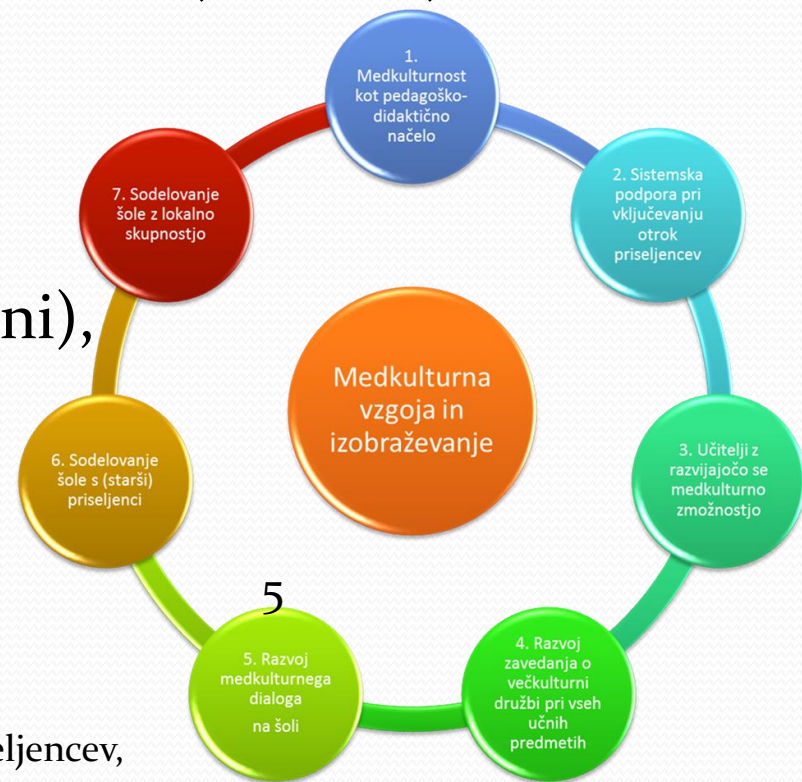 1.
Medkulturnost
kot pedagoško-
didaktično
načelo
2. Sistemska
podpora pri
vključevanju
otrok
priseljencev
3. Učitelji z
razvijajočo se
medkulturno
zmožnostjo
4. Razvoj
zavedanja o
večkulturni
družbi pri vseh
učnih
predmetih
5
5. Razvoj
medkulturnega
dialoga
na šoli
6. Sodelovanje
šole s (starši)
priseljenci
7. Sodelovanje
šole z lokalno
skupnostjo
Medkulturna
vzgoja in
izobraževanje
ni),
eljencev,